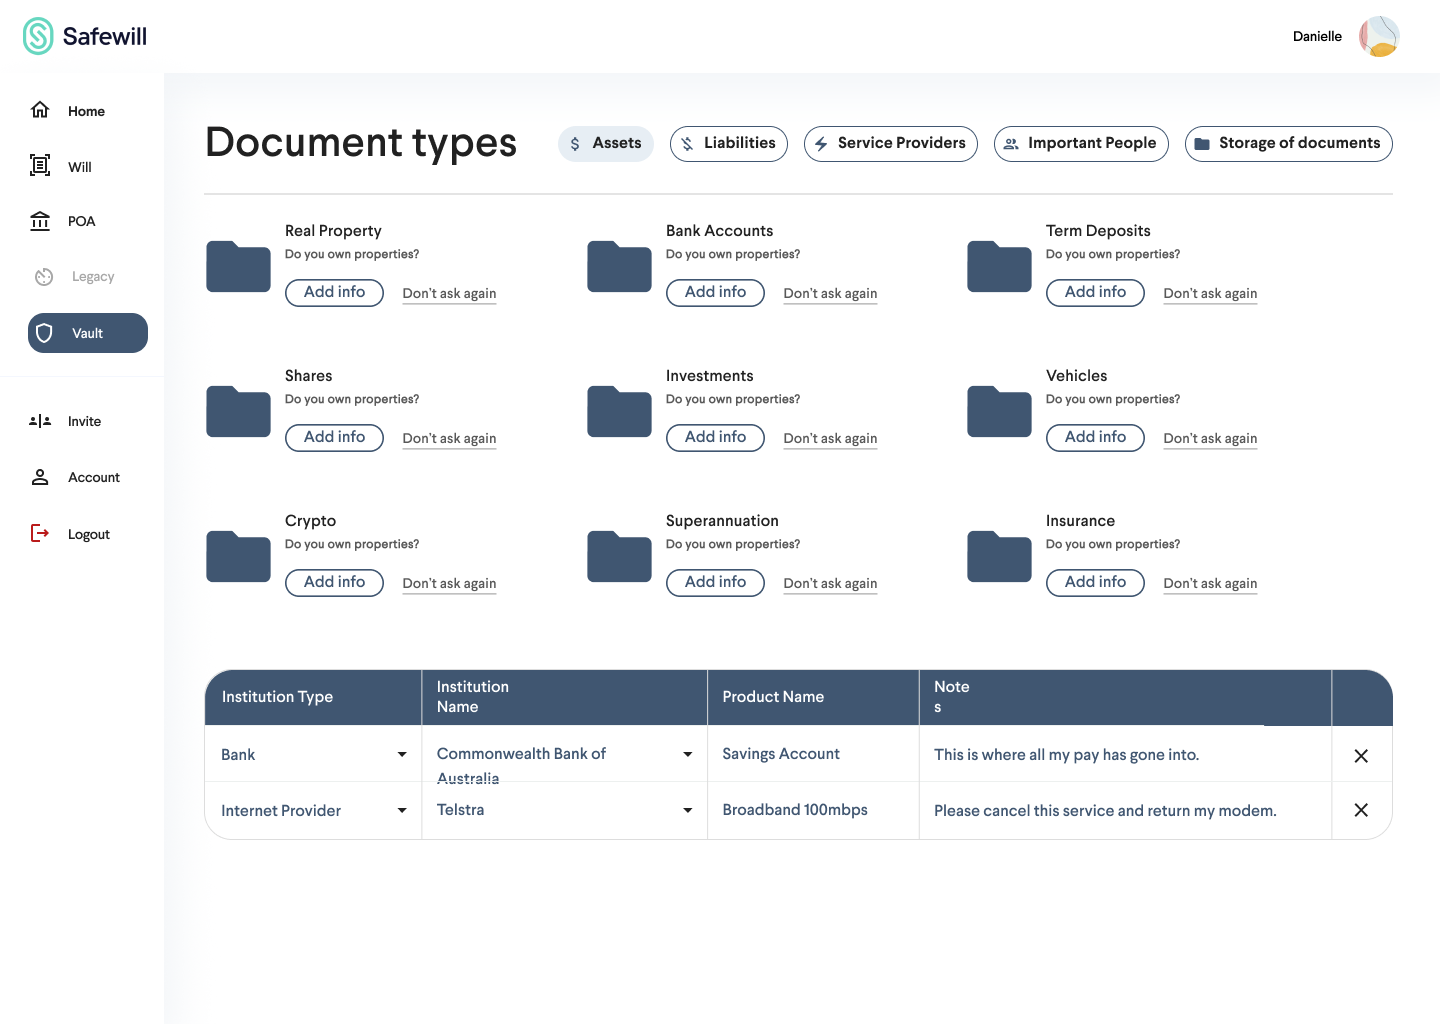 Safewill
Danielle
Home
Will
POA
Legacy
Vault
Invite
Account
Logout
Document types
Assets
Liabilities
Service Providers
Important People
Storage of documents
Real Property
Do you own properties?
Add info
Don't ask again
Bank Accounts
Do you own properties?
Add info
Don't ask again
Term Deposits
Do you own properties?
Add info
Don't ask again
Shares
Do you own properties?
Add info
Don't ask again
Investments
Do you own properties?
Add info
Don't ask again
Vehicles
Do you own properties?
Add info
Don't ask again
Crypto
Do you own properties?
Add info
Don't ask again
Superannuation
Do you own properties?
Add info
Don't ask again
Insurance
Do you own properties?
Add info
Don't ask again
Institution Type
Institution
Name
Product Name
Note
s
Bank
Commonwealth Bank of
Australia
Savings Account
This is where all my pay has gone into.
Internet Provider
Telstra
Broadband 100mbps
Please cancel this service and return my modem.